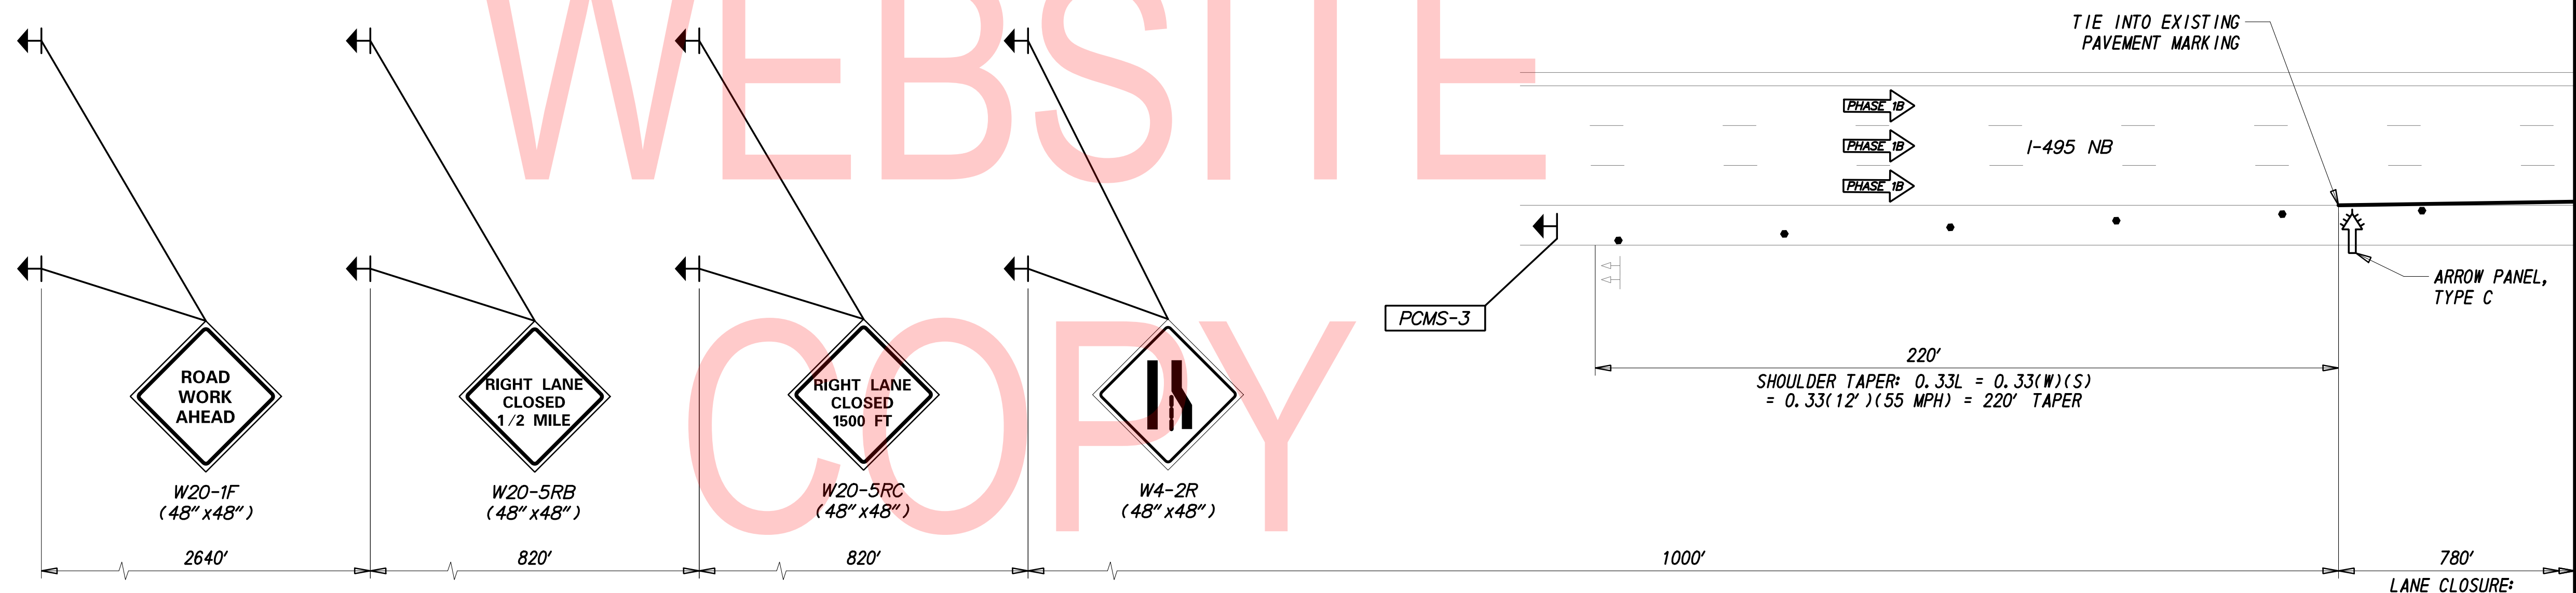 WEBSITE
COPY
TIE INTO EXISTING
PAVEMENT MARKING
PHASE 1B
PHASE 1B
PHASE 1B
I-495 NB
ARROW PANEL,
TYPE C
PCMS-3
220'
SHOULDER TAPER: 0.33L = 0.33(W)(S)
= 0.33(12')(55 MPH) = 220' TAPER
ROAD
WORK
AHEAD
W20-1F
(48"x48")
RIGHT LANE
CLOSED
1/2 MILE
W20-5RB
(48"x48")
RIGHT LANE
CLOSED
1500 FT
W20-5RC
(48"x48")
W4-2R
(48"x48")
2640'
820'
820'
1000'
780'
LANE CLOSURE: